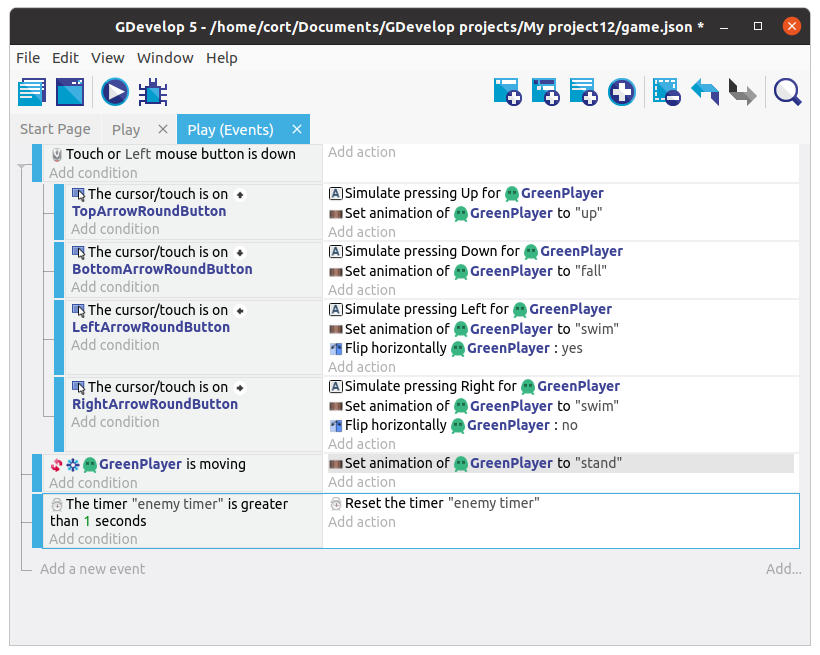 GDevelop 5 - /home/cort/Documents/GDevelop projects/My project12/game.json *
File Edit View Window Help
Start Page Play Play (Events)
Touch or Left mouse button is down
Add condition
Add action
The cursor/touch is on
TopArrowRoundButton
Add condition
Simulate pressing Up for GreenPlayer
Set animation of GreenPlayer to "up"
Add action
The cursor/touch is on
BottomArrowRoundButton
Add condition
Simulate pressing Down for GreenPlayer
Set animation of GreenPlayer to "fall"
Add action
The cursor/touch is on
LeftArrowRoundButton
Add condition
Simulate pressing Left for GreenPlayer
Set animation of GreenPlayer to "swim"
Flip horizontally GreenPlayer : yes
Add action
The cursor/touch is on
RightArrowRoundButton
Add condition
Simulate pressing Right for GreenPlayer
Set animation of GreenPlayer to "swim"
Flip horizontally GreenPlayer : no
Add action
GreenPlayer is moving
Add condition
Set animation of GreenPlayer to "stand"
Add action
The timer "enemy timer" is greater
than 1 seconds
Add condition
Reset the timer "enemy timer"
Add action
Add a new event
Add...